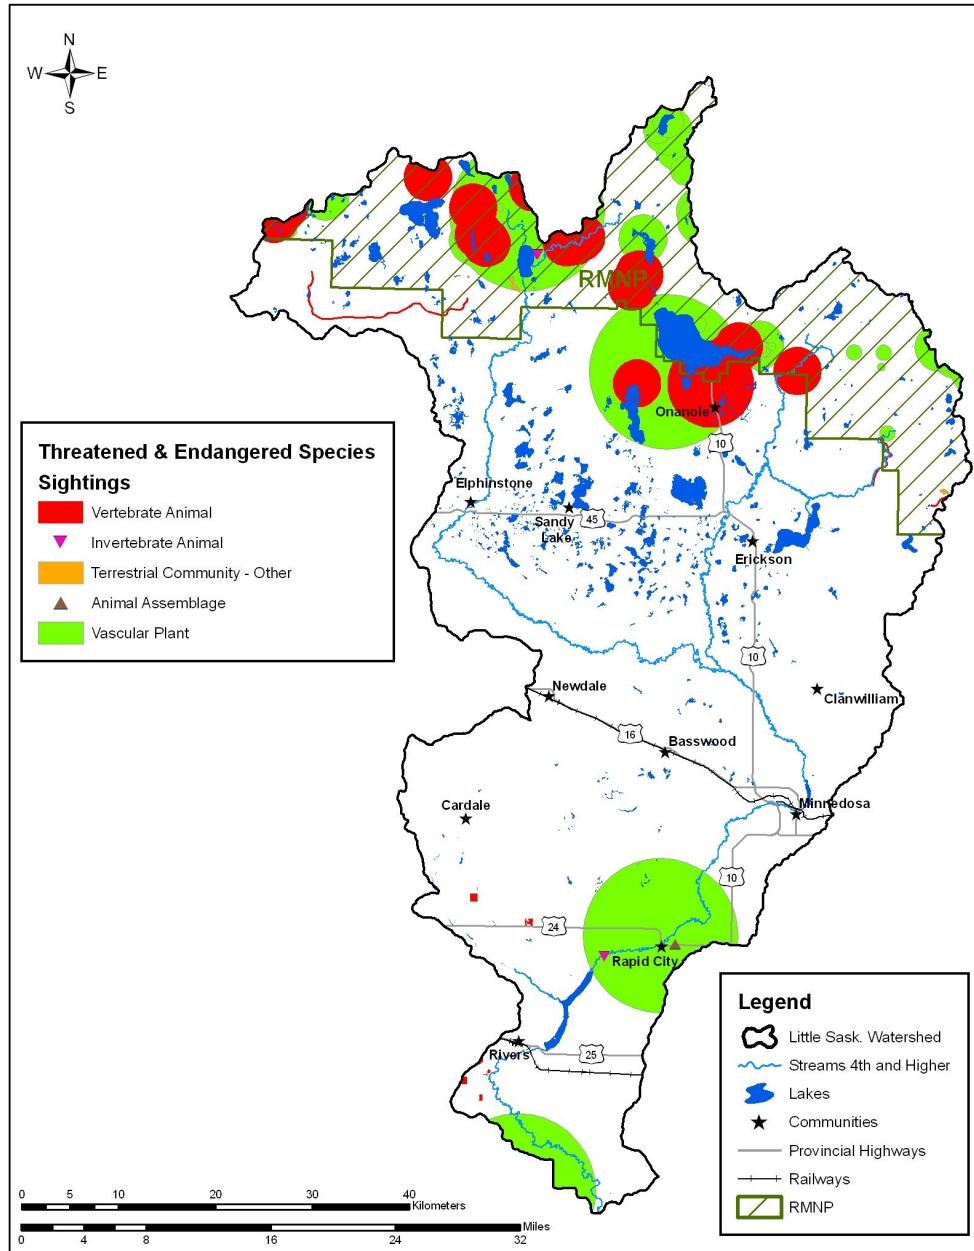 N
W E
S
RMNP
Onanole
10
Threatened & Endangered Species
Sightings
Vertebrate Animal
Invertebrate Animal
Terrestrial Community - Other
Animal Assemblage
Vascular Plant
Elphinstone
Sandy
Lake
45
Erickson
10
Clanwilliam
Newdale
16
Basswood
Minnedosa
Cardale
10
24
Rapid City
Rivers
25
Legend
Little Sask. Watershed
Streams 4th and Higher
Lakes
Communities
Provincial Highways
Railways
RMNP
0 5 10 20 30 40
Kilometers
Miles
0 4 8 16 24 32